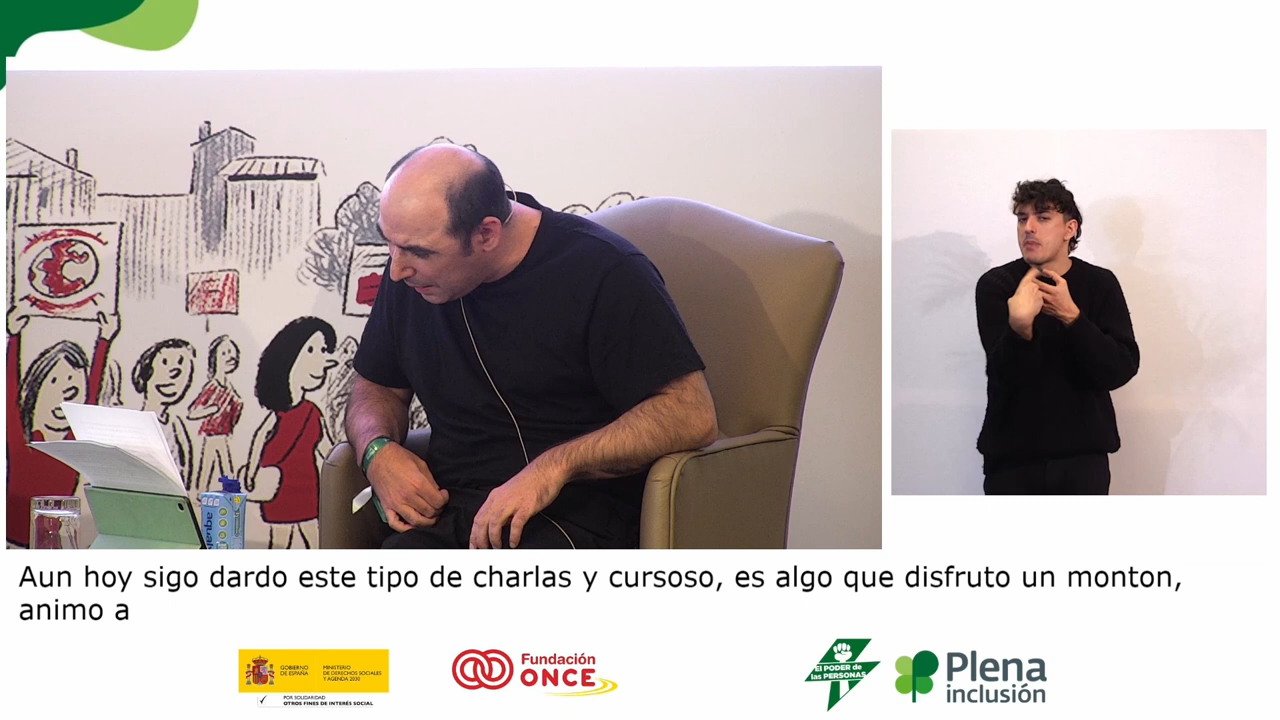 Aun hoy sigo dardo este tipo de charlas y cursoso, es algo que disfruto un monton,
animo a
GOBIERNO
DE ESPAÑA
MINISTERIO
DE DERECHOS SOCIALES
Y AGENDA 2030
POR SOLIDARIDAD
OTROS FINES DE INTERÉS SOCIAL
Fundación
ONCE
EL PODER de
las PERSONAS
Plena
inclusión